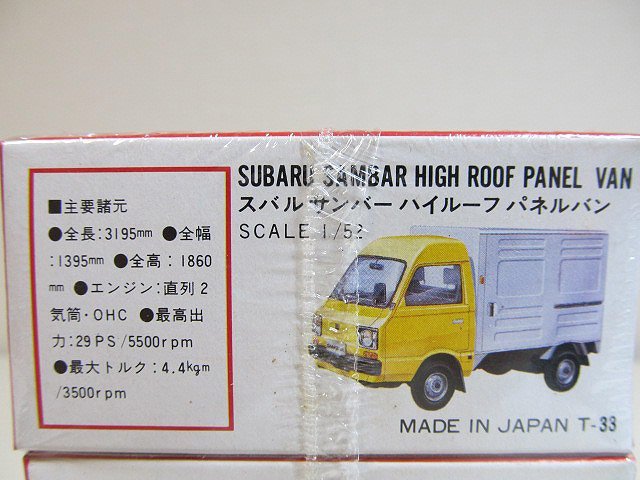 ■主要諸元
●全長:3195mm ●全幅
:1395mm ●全高:1860
mm ●エンジン:直列2
気筒・OHC ●最高出
力:29PS/5500rpm
●最大トルク:4.4kgm
/3500rpm
SUBARU SAMBAR HIGH ROOF PANEL VAN
スバル サンバー ハイルーフ パネルバン
SCALE 1/52
MADE IN JAPAN T-33